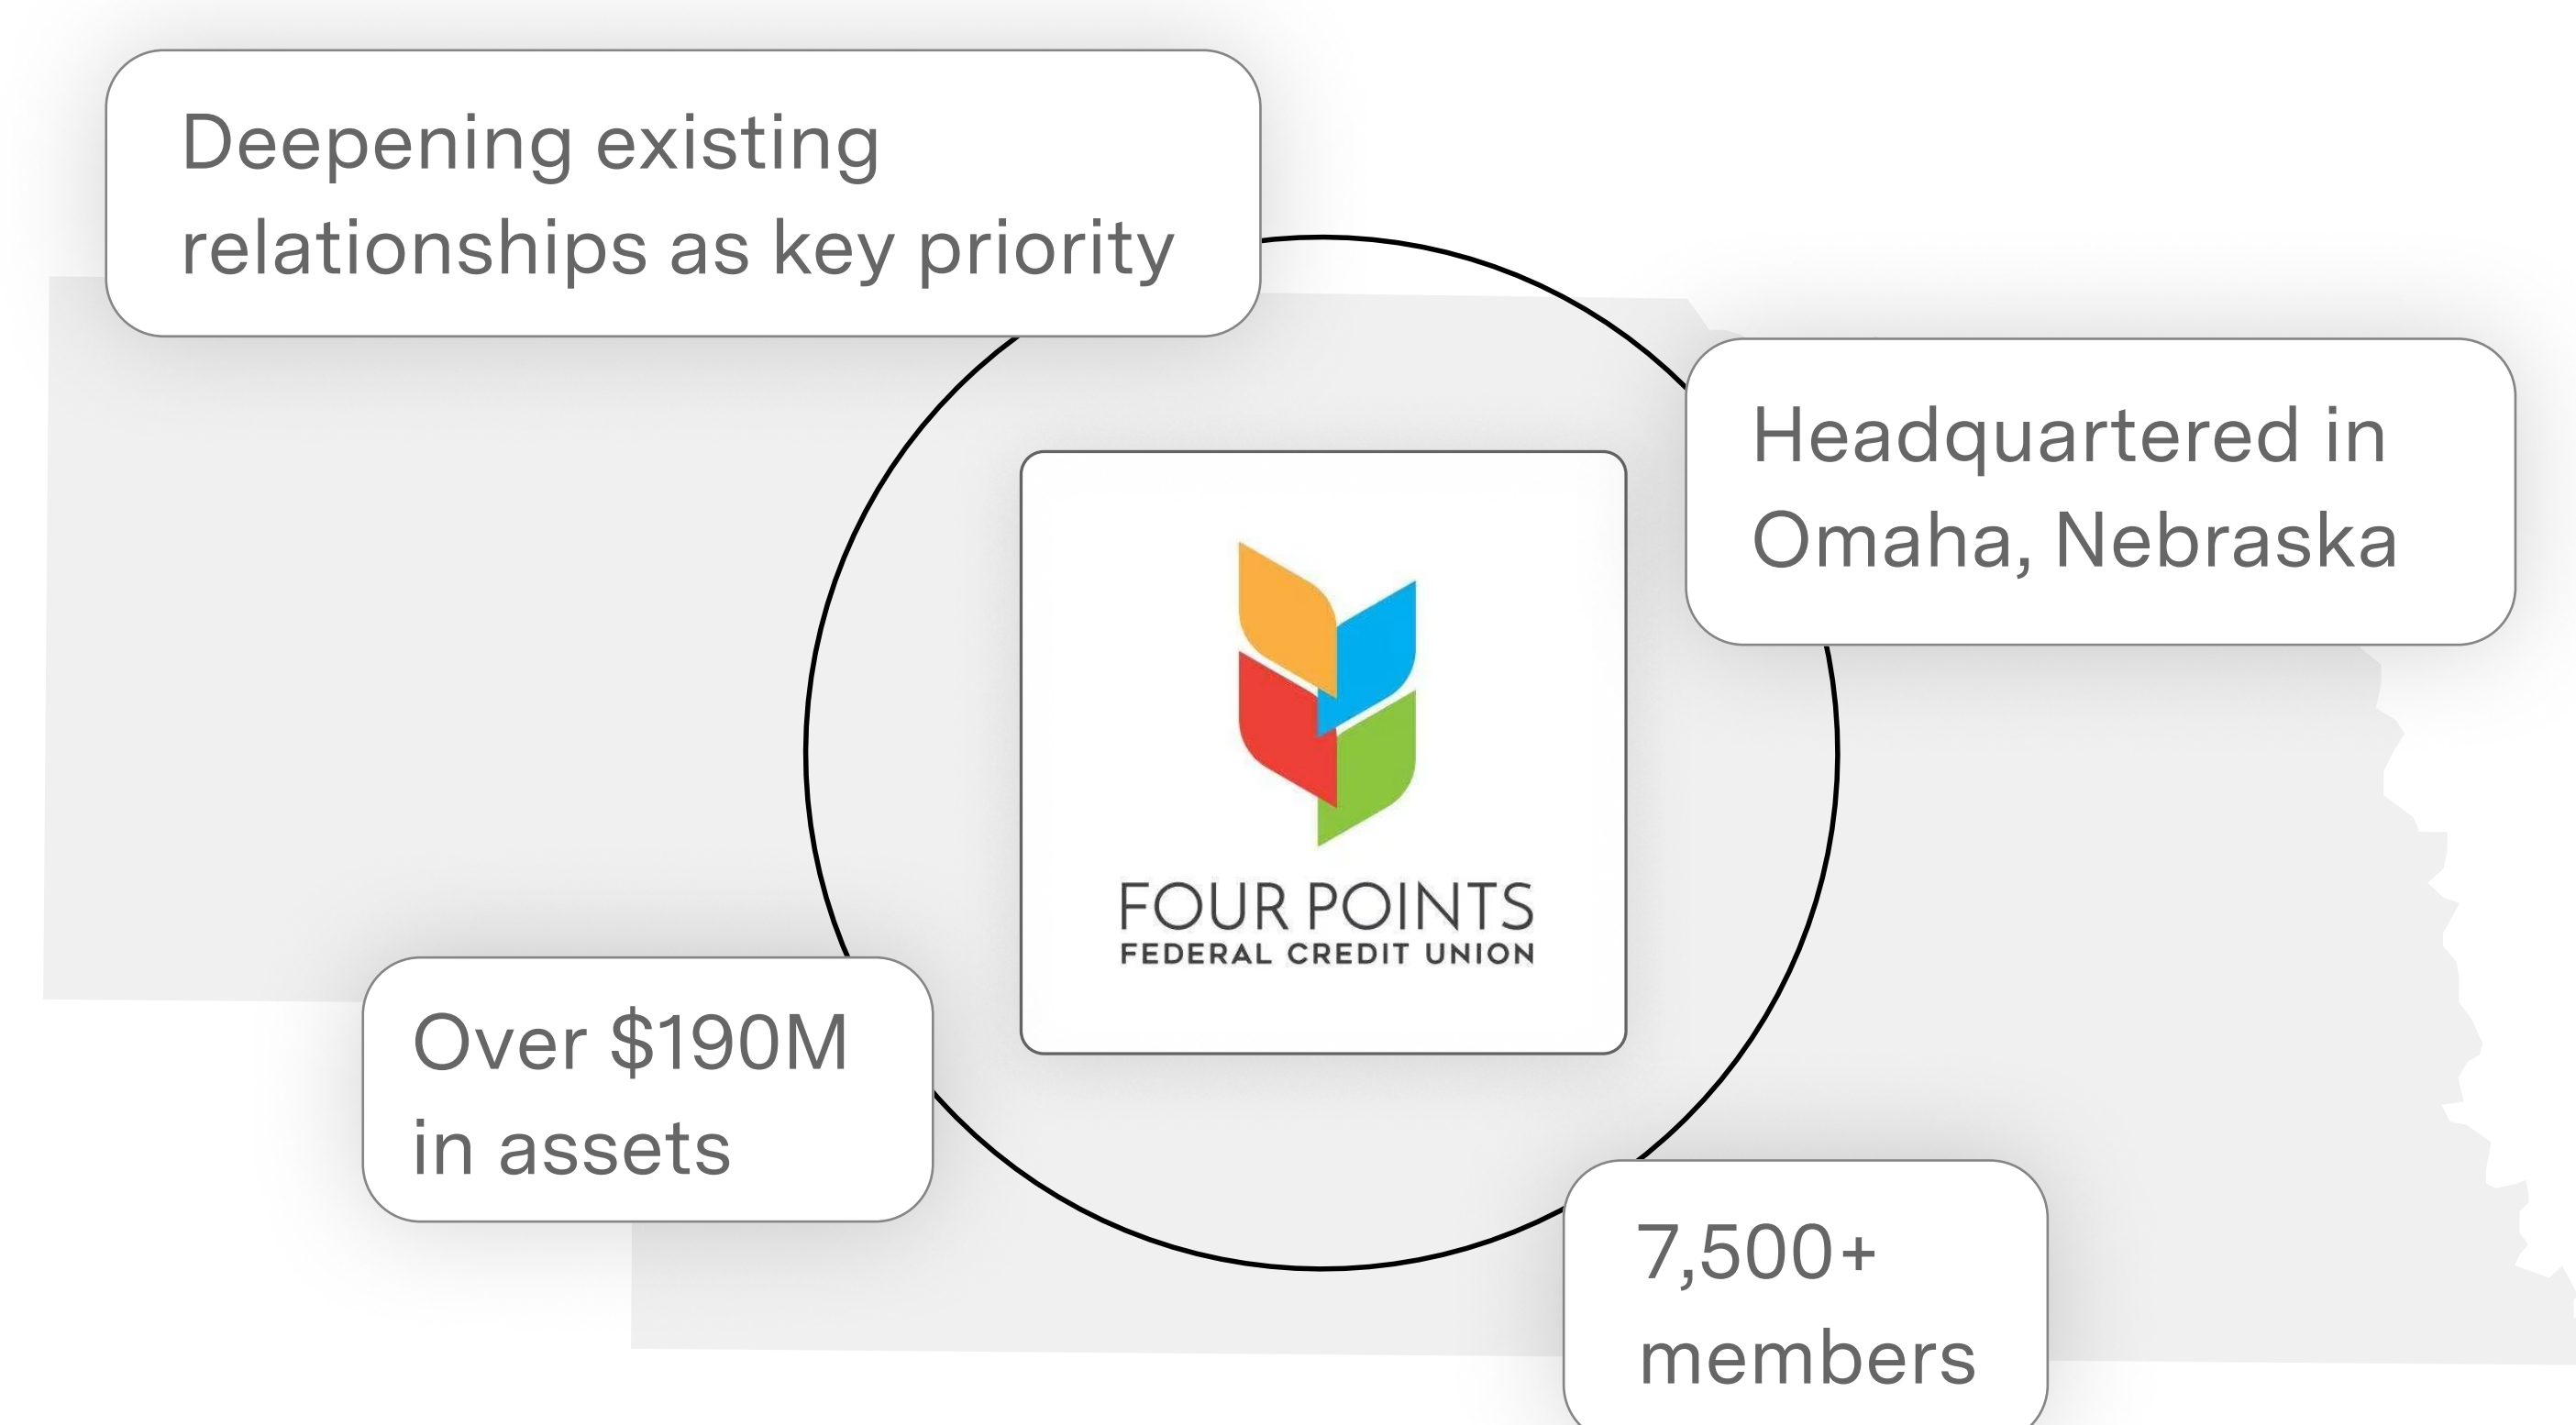 Deepening existing
relationships as key priority
Headquartered in
Omaha, Nebraska
FOUR POINTS
FEDERAL CREDIT UNION
Over $190M
in assets
7,500+
members